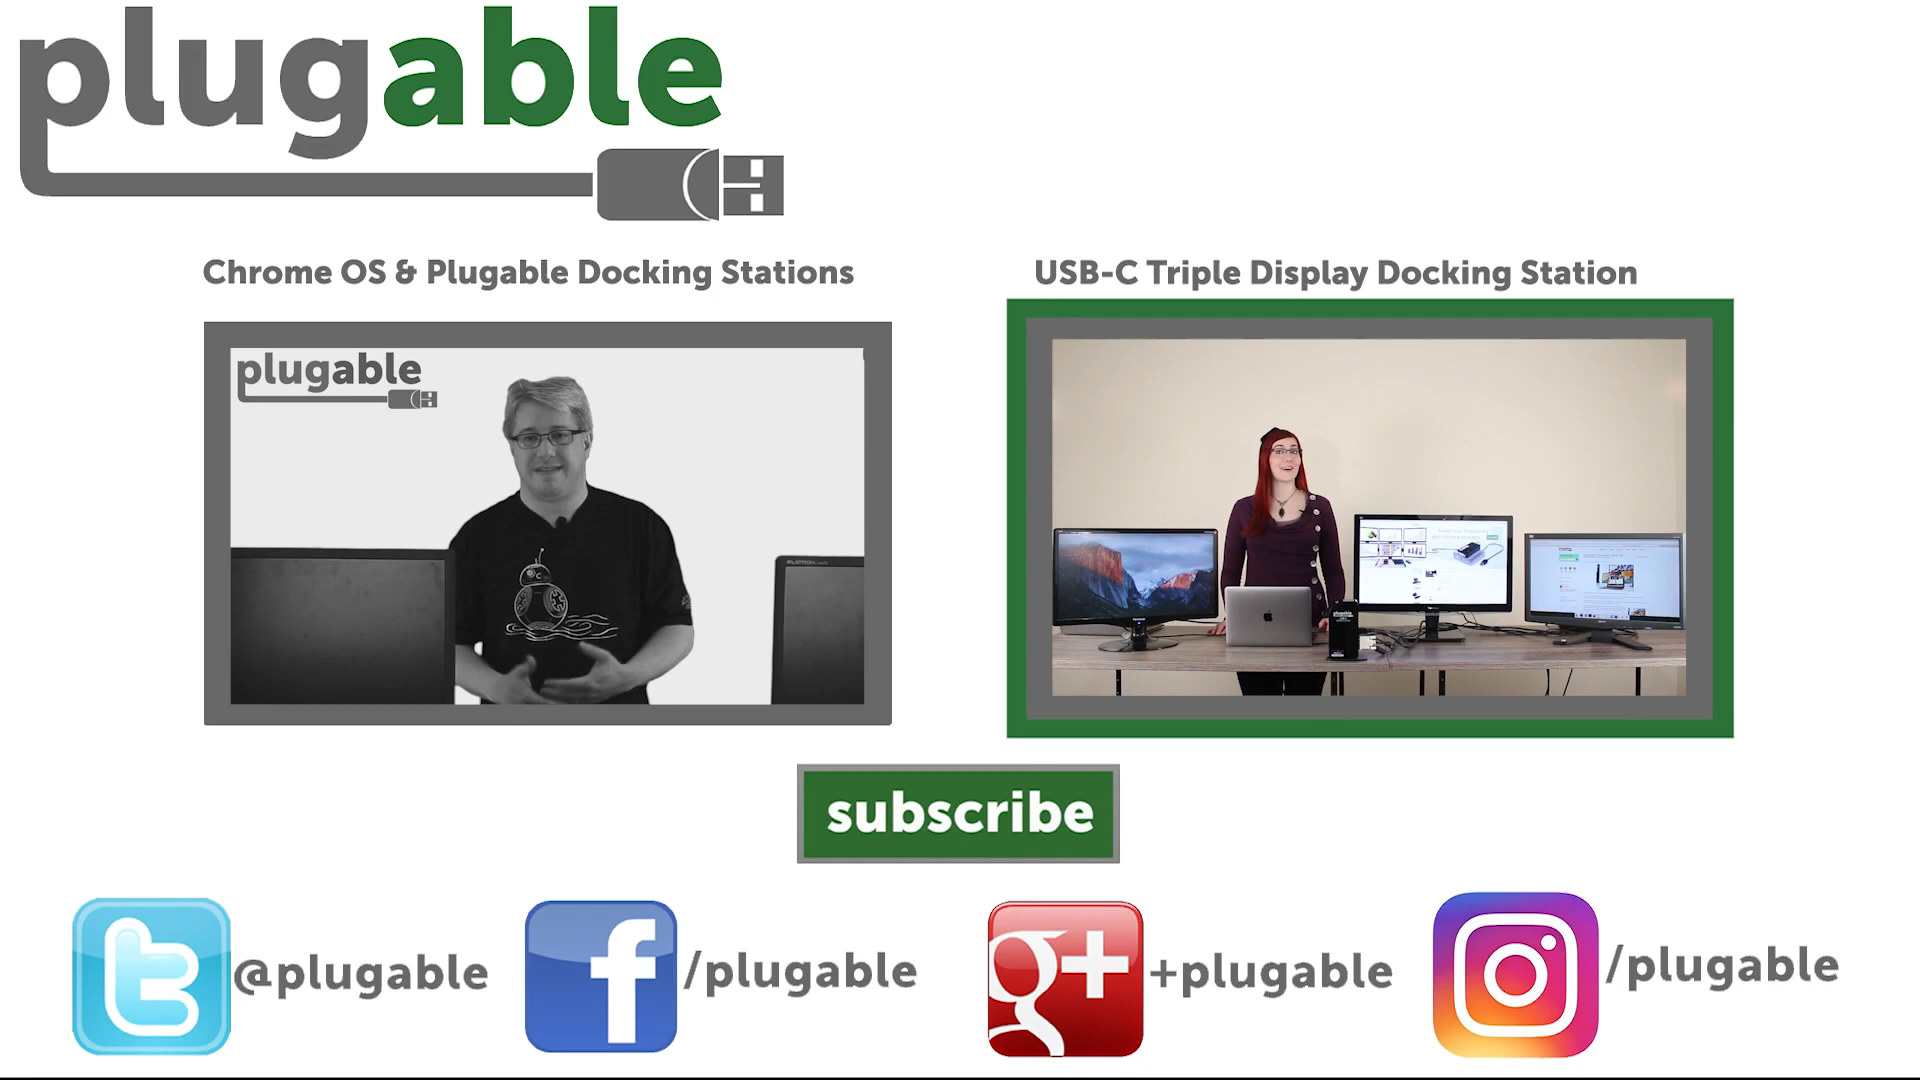 plugable
Chrome OS & Plugable Docking Stations
USB-C Triple Display Docking Station
plugable
subscribe
@plugable
/plugable
+plugable
/plugable